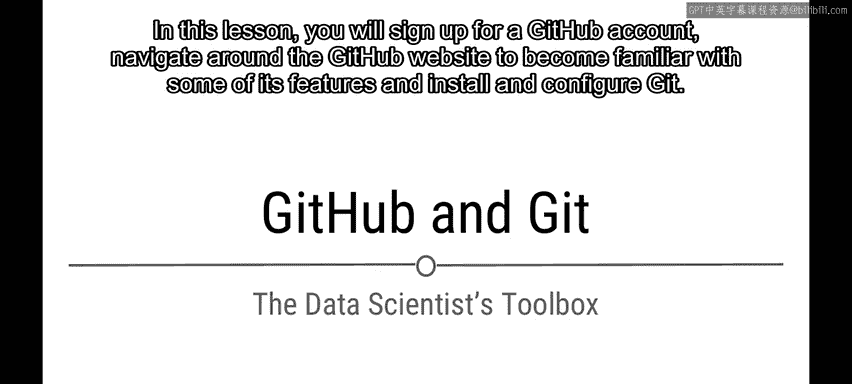 GPT中英字幕课程资源@bilibili.com
In this lesson, you will sign up for a GitHub account,
navigate around the GitHub website to become familiar with
some of its features and install and configure Git.
GitHub and Git
The Data Scientist's Toolbox